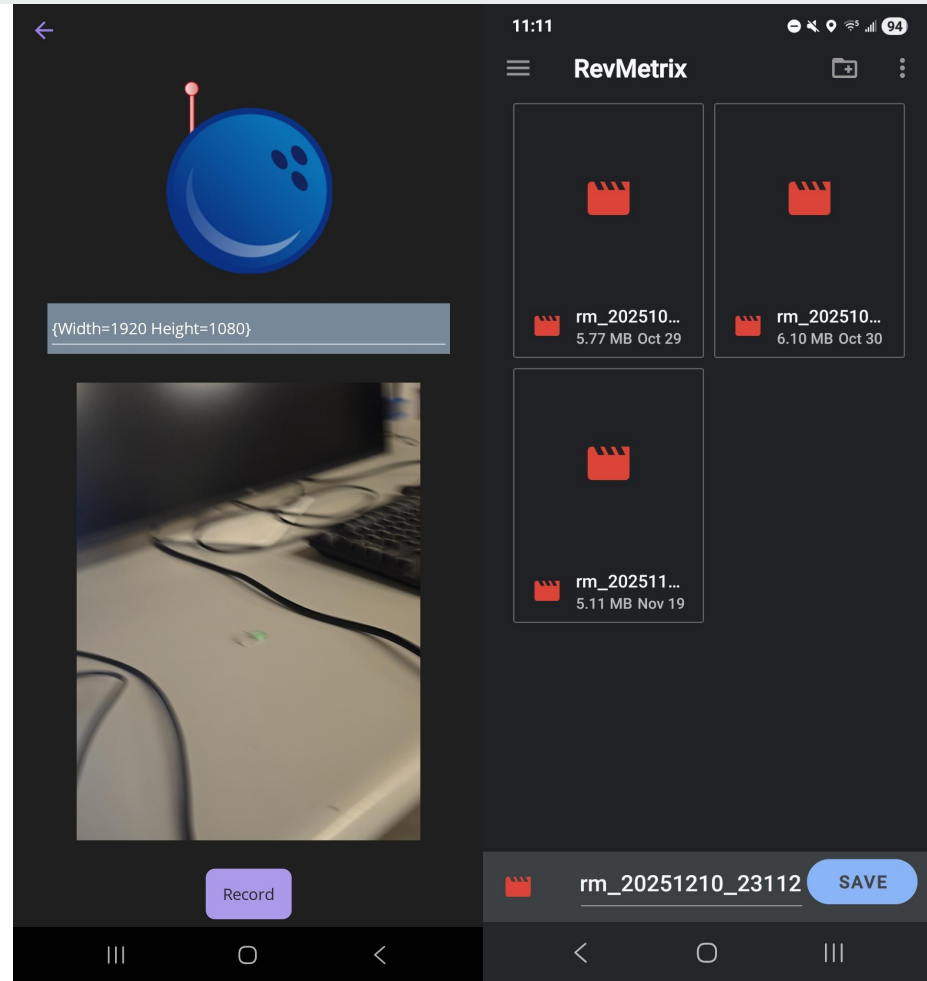 {Width=1920 Height=1080}
Record
11:11
94
RevMetrix
rm_202510...
5.77 MB Oct 29
rm_202510...
6.10 MB Oct 30
rm_202511...
5.11 MB Nov 19
rm_20251210_23112
SAVE